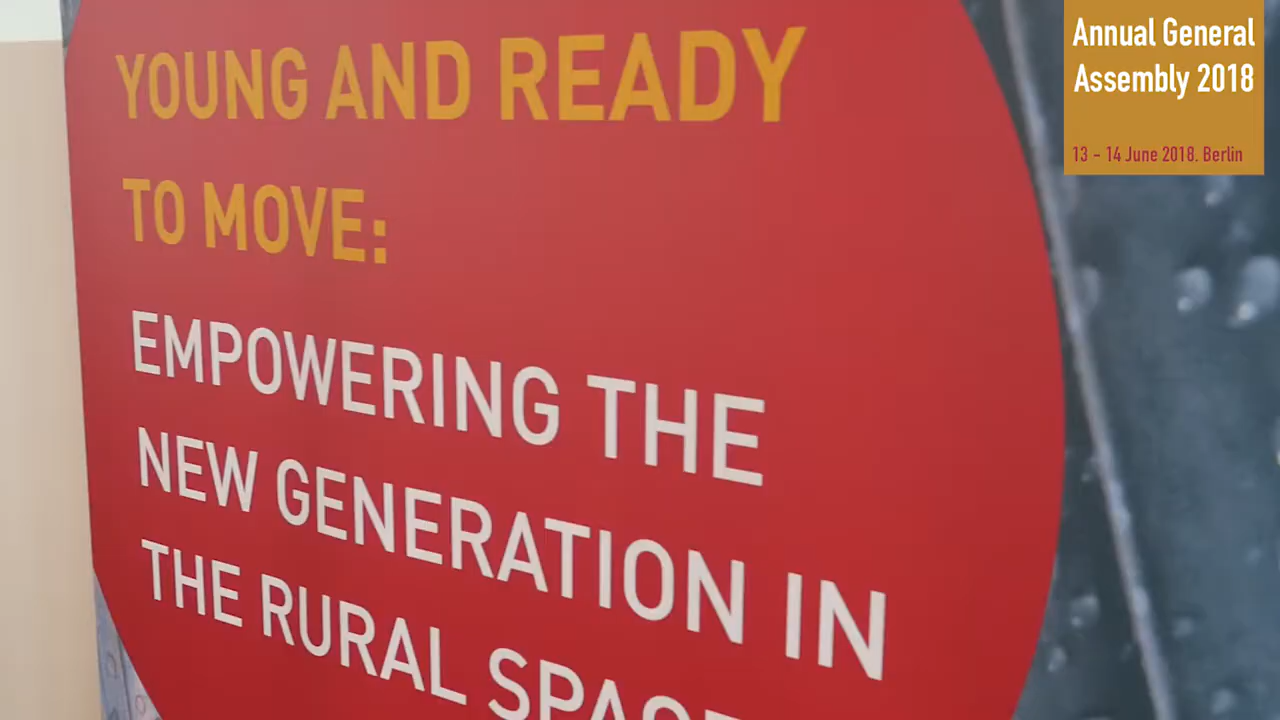 YOUNG AND READY
TO MOVE:
EMPOWERING THE
NEW GENERATION IN
THE RURAL SPACE
Annual General
Assembly 2018
13 - 14 June 2018. Berlin